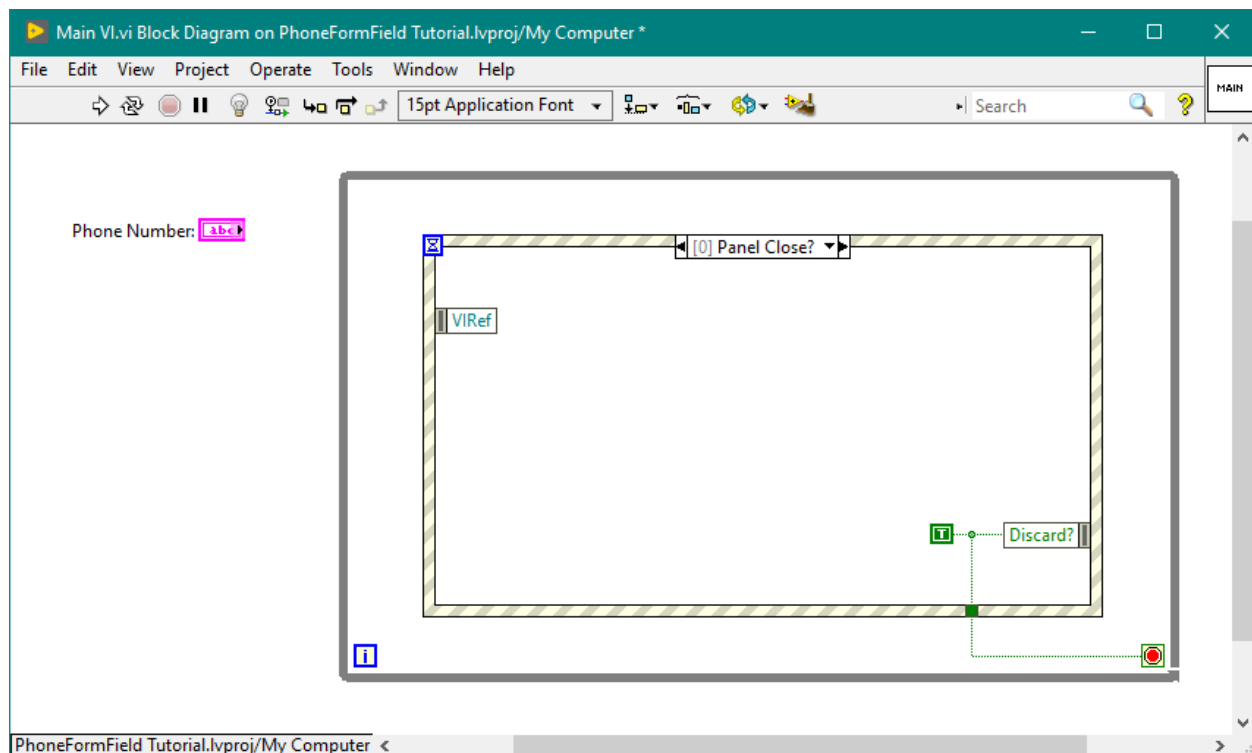 Main VI.vi Block Diagram on PhoneFormField Tutorial.lvproj/My Computer *
File Edit View Project Operate Tools Window Help
MAIN
15pt Application Font
Search
?
Phone Number: abc
[0] Panel Close?
VIRef
T
Discard?
i
PhoneFormField Tutorial.lvproj/My Computer